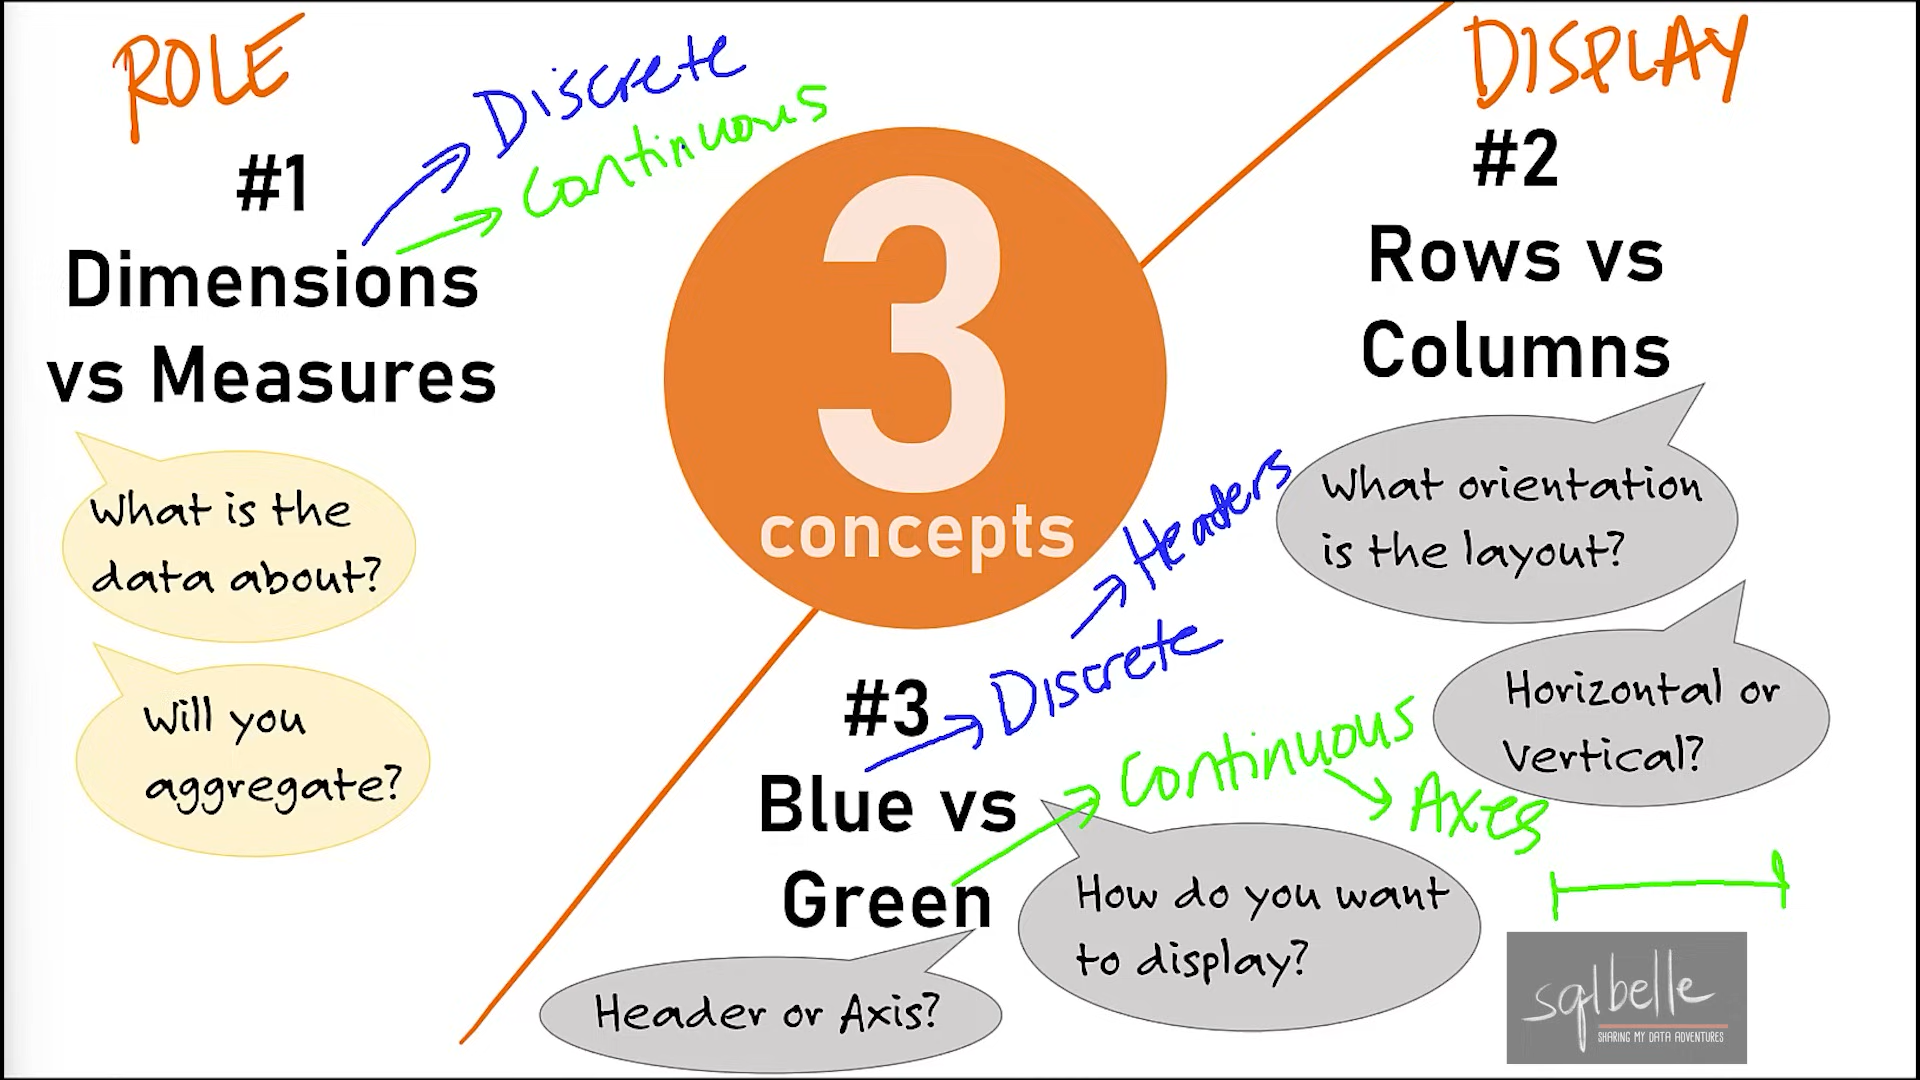 ROLE
Discrete
Continuous
#1
Dimensions
vs Measures
What is the
data about?
Will you
aggregate?
3
concepts
DISPLAY
#2
Rows vs
Columns
What orientation
is the layout?
Horizontal or
Vertical?
#3
Blue vs
Green
Discrete
Headers
Continuous
Axes
How do you want
to display?
Header or Axis?
sqlbelle
SHARING MY DATA ADVENTURES